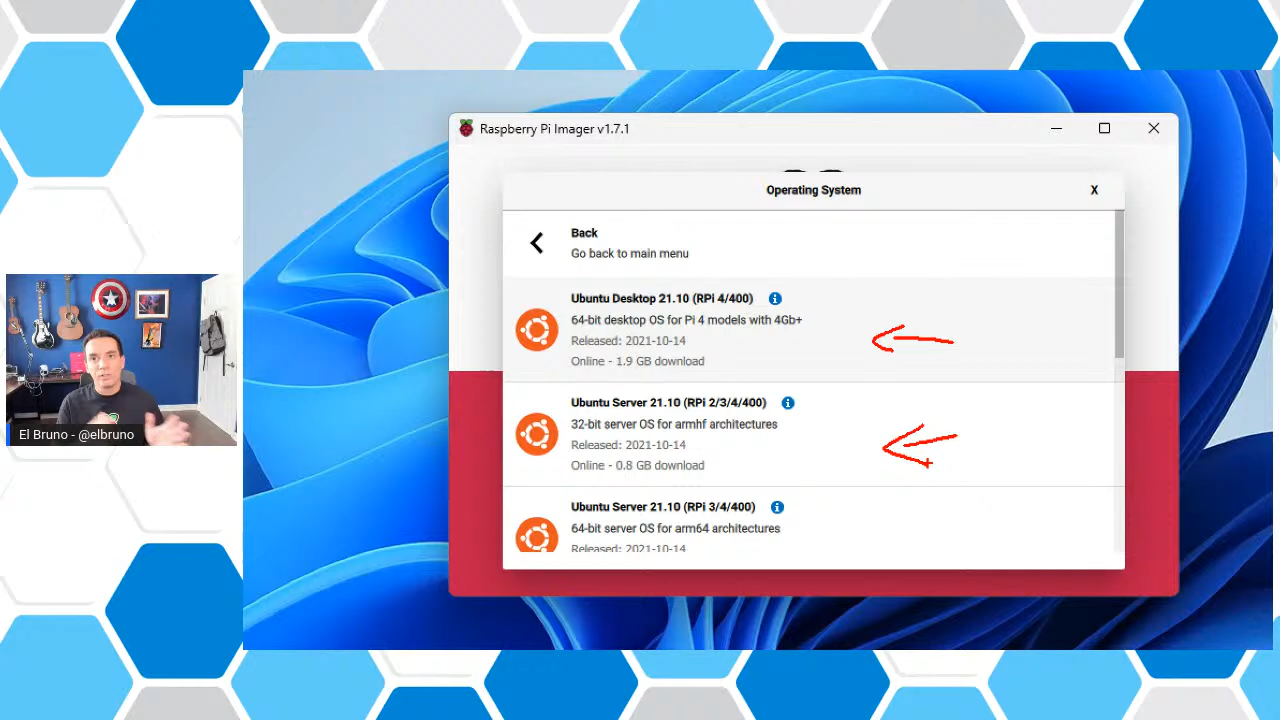 Raspberry Pi Imager v1.7.1
Operating System
X
Back
Go back to main menu
Ubuntu Desktop 21.10 (RPi 4/400)
64-bit desktop OS for Pi 4 models with 4Gb+
Released: 2021-10-14
Online - 1.9 GB download
Ubuntu Server 21.10 (RPi 2/3/4/400)
32-bit server OS for armhf architectures
Released: 2021-10-14
Online - 0.8 GB download
Ubuntu Server 21.10 (RPi 3/4/400)
64-bit server OS for arm64 architectures
Released: 2021-10-14
El Bruno - @elbruno